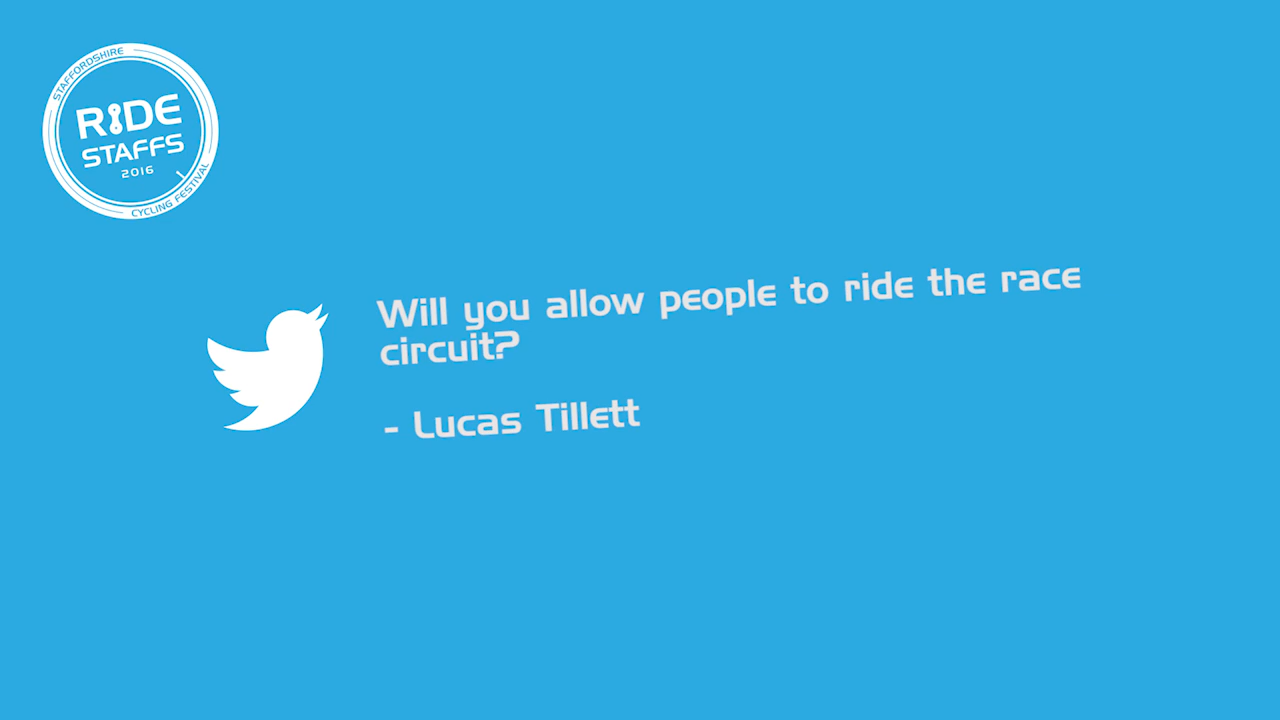 STAFFORDSHIRE
RIDE
STAFFS
2016
CYCLING FESTIVAL
Will you allow people to ride the race
circuit?
- Lucas Tillett